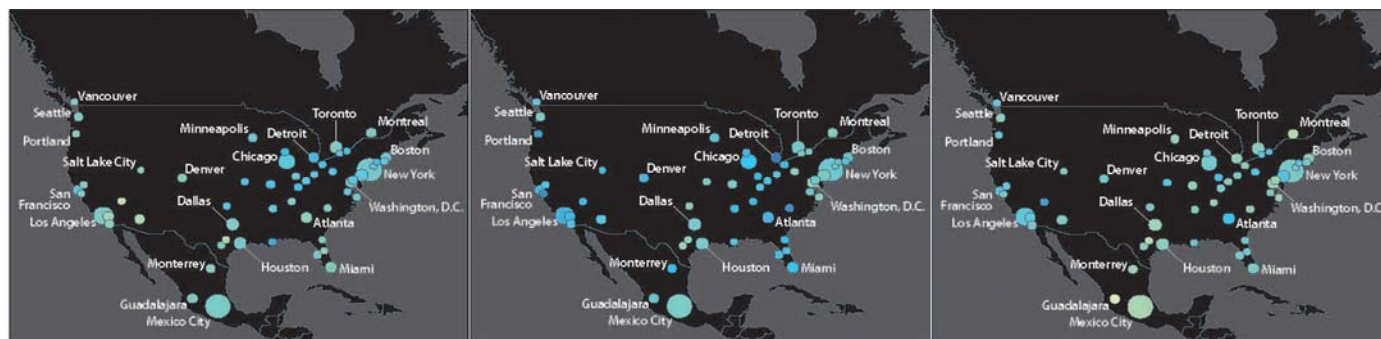 Vancouver
Seattle
Portland
Salt Lake City
San
Francisco
Los Angeles
Denver
Minneapolis
Chicago
Detroit
Toronto
Montreal
Boston
New York
Washington, D.C.
Dallas
Atlanta
Houston
Miami
Monterrey
Guadalajara
Mexico City
Vancouver
Seattle
Portland
Salt Lake City
San
Francisco
Los Angeles
Denver
Minneapolis
Chicago
Detroit
Toronto
Montreal
Boston
New York
Washington, D.C.
Dallas
Atlanta
Houston
Miami
Monterrey
Guadalajara
Mexico City
Vancouver
Seattle
Portland
Salt Lake City
San
Francisco
Los Angeles
Denver
Minneapolis
Chicago
Detroit
Toronto
Montreal
Boston
New York
Washington, D.C.
Dallas
Atlanta
Houston
Miami
Monterrey
Guadalajara
Mexico City